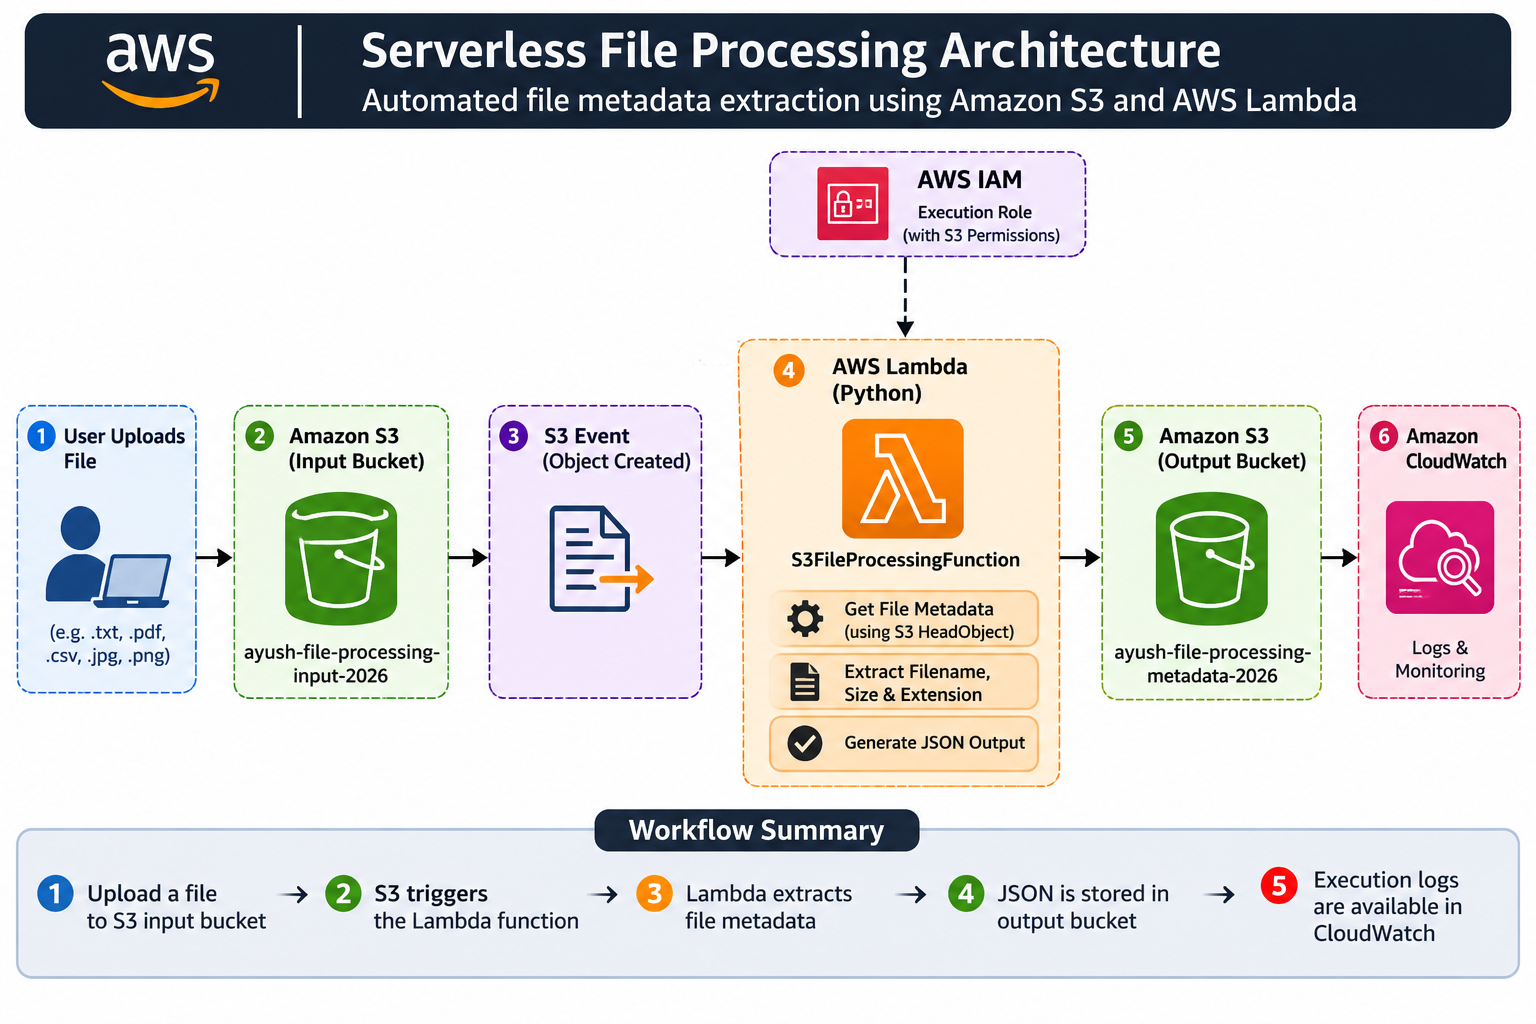 aws
Serverless File Processing Architecture
Automated file metadata extraction using Amazon S3 and AWS Lambda
AWS IAM
Execution Role
(with S3 Permissions)
1 User Uploads
File
(e.g. .txt, .pdf,
.csv, .jpg, .png)
2 Amazon S3
(Input Bucket)
ayush-file-processing-
input-2026
3 S3 Event
(Object Created)
4 AWS Lambda
(Python)
S3FileProcessingFunction
Get File Metadata
(using S3 HeadObject)
Extract Filename,
Size & Extension
Generate JSON Output
5 Amazon S3
(Output Bucket)
ayush-file-processing-
metadata-2026
6 Amazon
CloudWatch
Logs &
Monitoring
Workflow Summary
1 Upload a file
to S3 input bucket
2 S3 triggers
the Lambda function
3 Lambda extracts
file metadata
4 JSON is stored in
output bucket
5 Execution logs
are available in
CloudWatch